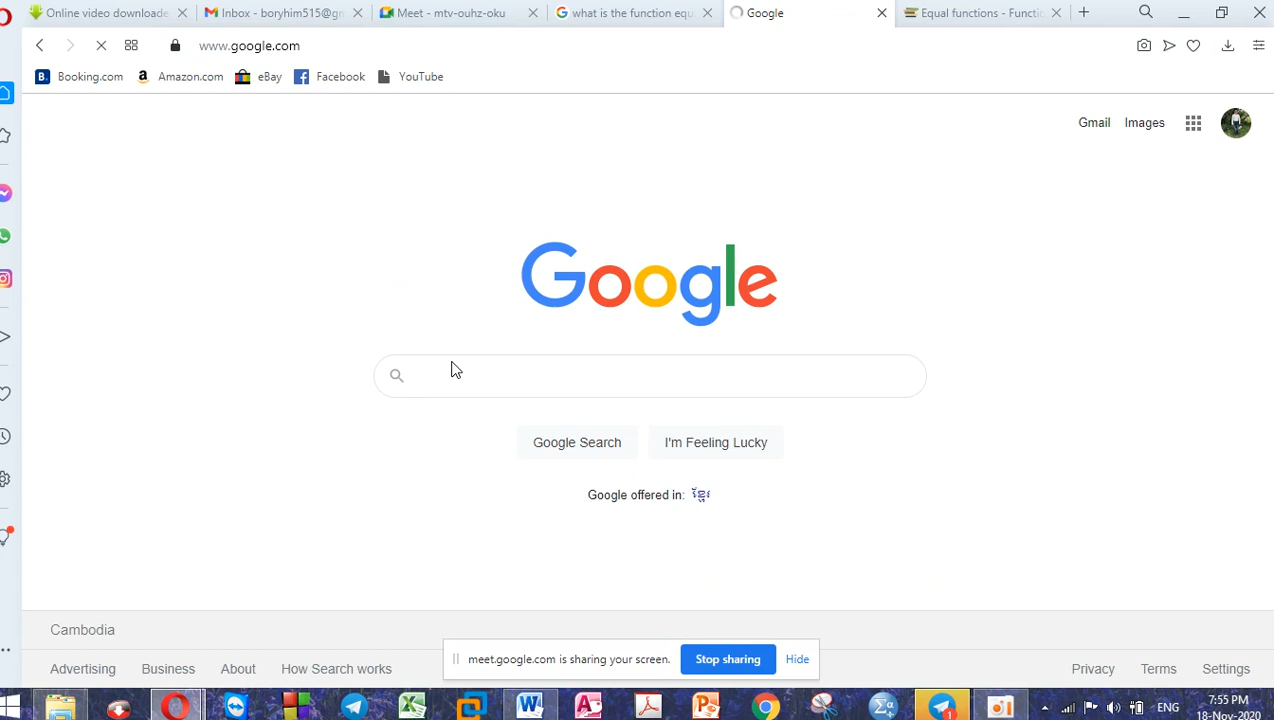 Online video downloade
Inbox - boryhim515@gm
Meet - mtv-ouhz-oku
what is the function equ
Google
Equal functions - Functio
www.google.com
Booking.com
Amazon.com
eBay
Facebook
YouTube
Gmail
Images
Google
Google Search
I'm Feeling Lucky
Google offered in: ខ្មែរ
Cambodia
meet.google.com is sharing your screen.
Stop sharing
Hide
Advertising
Business
About
How Search works
Privacy
Terms
Settings
ENG
7:55 PM
18-Nov-2020